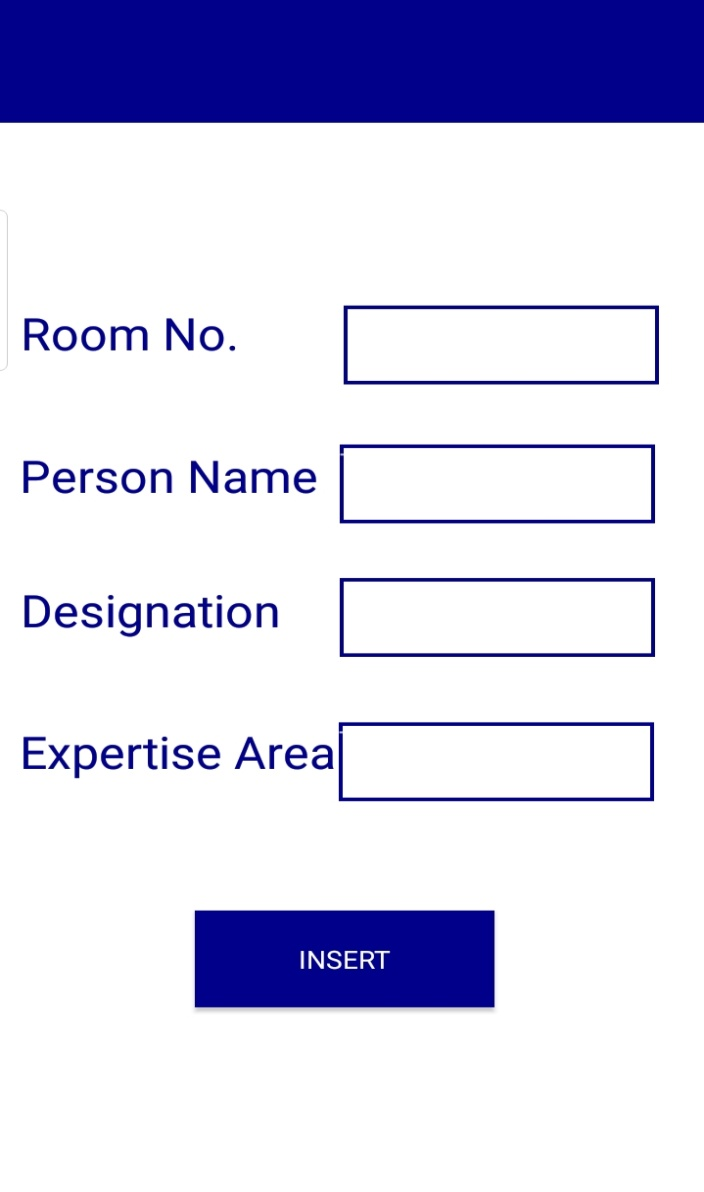 Room No.
Person Name
Designation
Expertise Area
INSERT